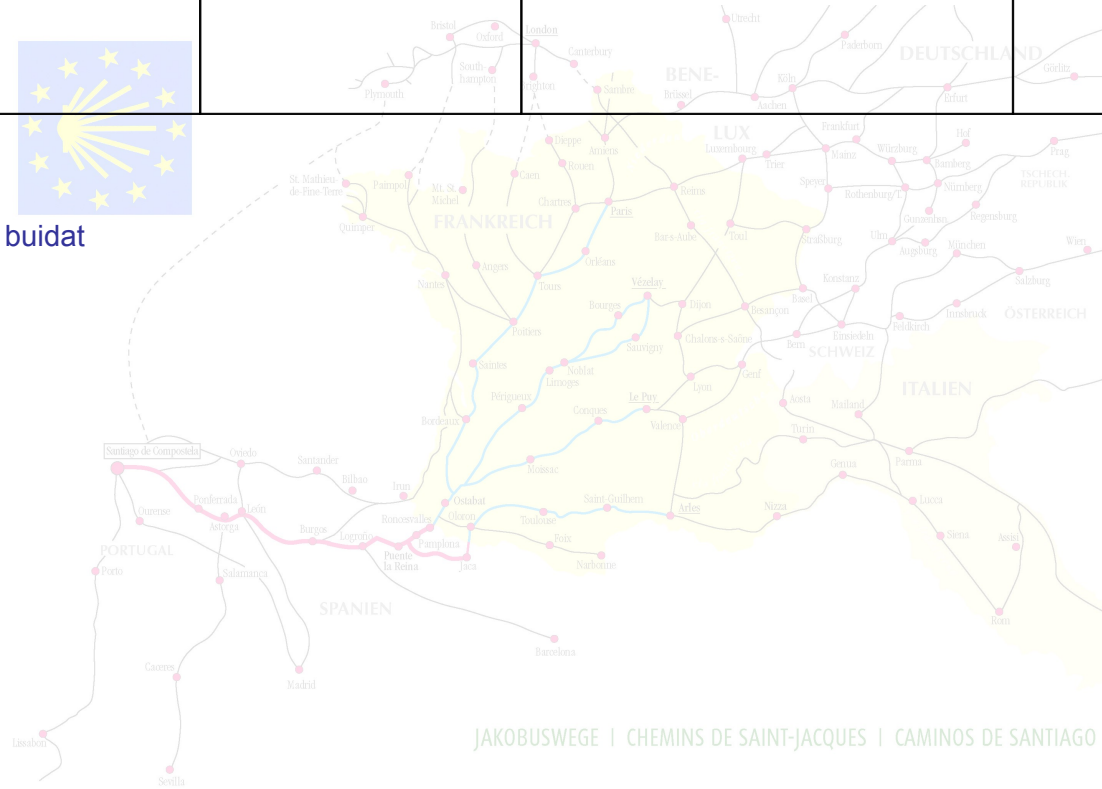 Utrecht
Bristol
Oxford
London
Paderborn
DEUTSCHLAND
Canterbury
South-
hampton
BENE-
Köln
Görlitz
Plymouth
Brüssel
Aachen
Erfurt
LUX
Luxembourg
Frankfurt
Hof
Dieppe
Amiens
Trier
Mainz
Würzburg
Bamberg
Prag
Rouen
TSCHECH.
REPUBLIK
St. Mathieu
de-Fine-Terre
Paimpol
Mt. St.
Michel
Caen
Reims
Speyer
Rothenburg/T.
Nürnberg
Chartres
Paris
FRANKREICH
Regensburg
Quimper
Bar-s-Aube
Toul
Straßburg
Ulm
Augsburg
München
Wien
buidat
Orléans
Angers
Nantes
Tours
Vézelay
Konstanz
Basel
Salzburg
Bourges
Dijon
Besançon
Innsbruck
ÖSTERREICH
Poitiers
Sauvigny
Chalons-s-Saône
Bern
Einsiedeln
Feldkirch
SCHWEIZ
Saintes
Noblat
Limoges
Lyon
Genf
ITALIEN
Périgueux
Conques
Le Puy
Aosta
Mailand
Bordeaux
Valence
Turin
Santiago de Compostela
Oviedo
Santander
Moissac
Genua
Parma
Bilbao
Irun
Ponferrada
León
Ostabat
Saint-Guilhem
Arles
Nizza
Lucca
Ourense
Astorga
Burgos
Logroño
Oloron
Toulouse
Pamplona
Puente
la Reina
Jaca
Foix
Narbonne
Siena
Assisi
PORTUGAL
Porto
Salamanca
SPANIEN
Rom
Barcelona
Caceres
Madrid
Lissabon
JAKOBUSWEGE | CHEMINS DE SAINT-JACQUES | CAMINOS DE SANTIAGO
Sevilla